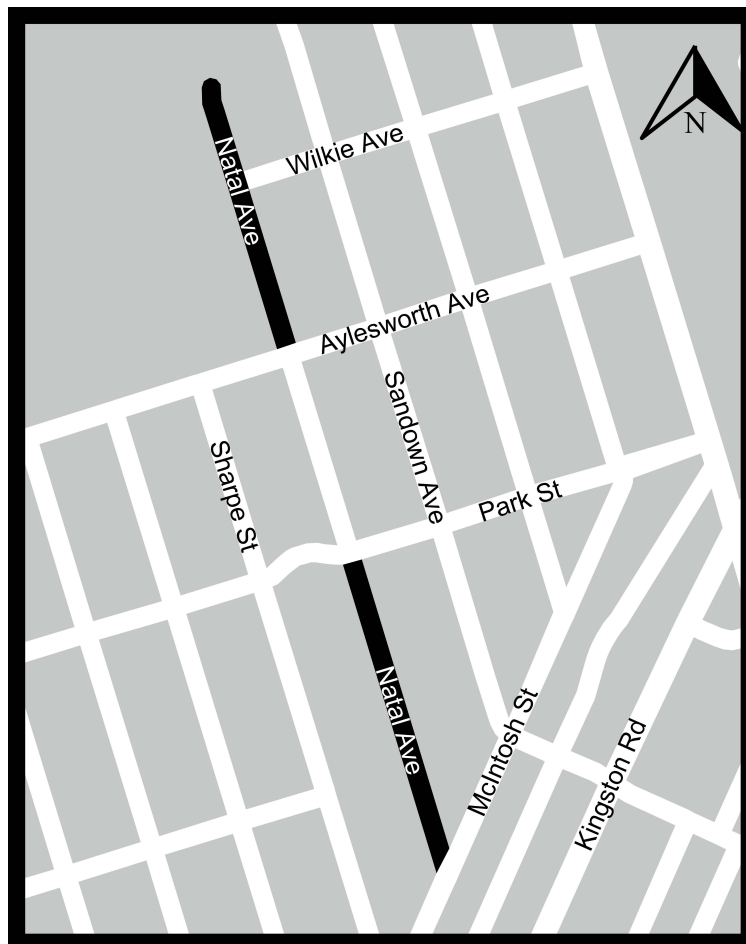 N
Wilkie Ave
Natal Ave
Aylesworth Ave
Sandown Ave
Sharpe St
Park St
Natal Ave
McIntosh St
Kingston Rd